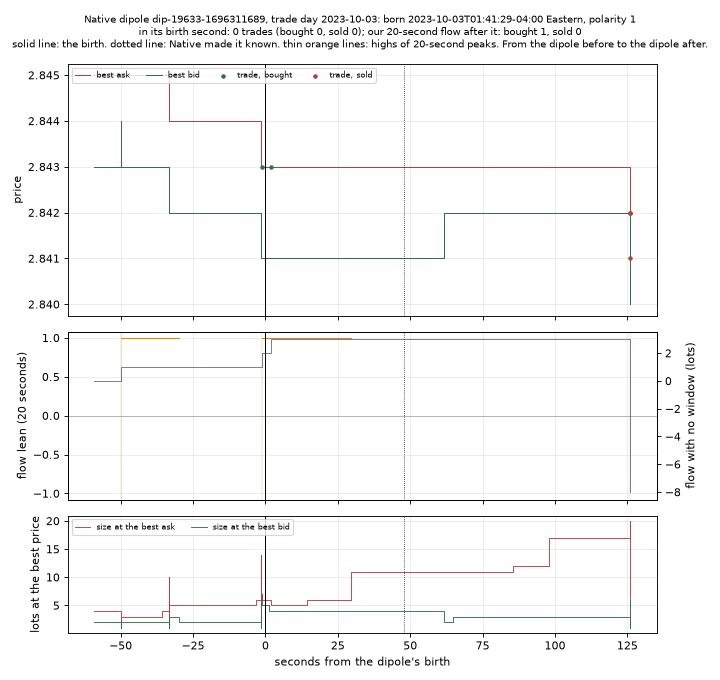 Native dipole dip-19633-1696311689, trade day 2023-10-03: born 2023-10-03T01:41:29-04:00 Eastern, polarity 1
in its birth second: 0 trades (bought 0, sold 0); our 20-second flow after it: bought 1, sold 0
solid line: the birth. dotted line: Native made it known. thin orange lines: highs of 20-second peaks. From the dipole before to the dipole after.
best ask best bid trade, bought trade, sold
2.845
2.844
2.843
2.842
2.841
2.840
price
1.0
0.5
0.0
−0.5
−1.0
flow lean (20 seconds)
2
0
−2
−4
−6
−8
flow with no window (lots)
size at the best ask size at the best bid
20
15
10
5
lots at the best price
−50 −25 0 25 50 75 100 125
seconds from the dipole's birth